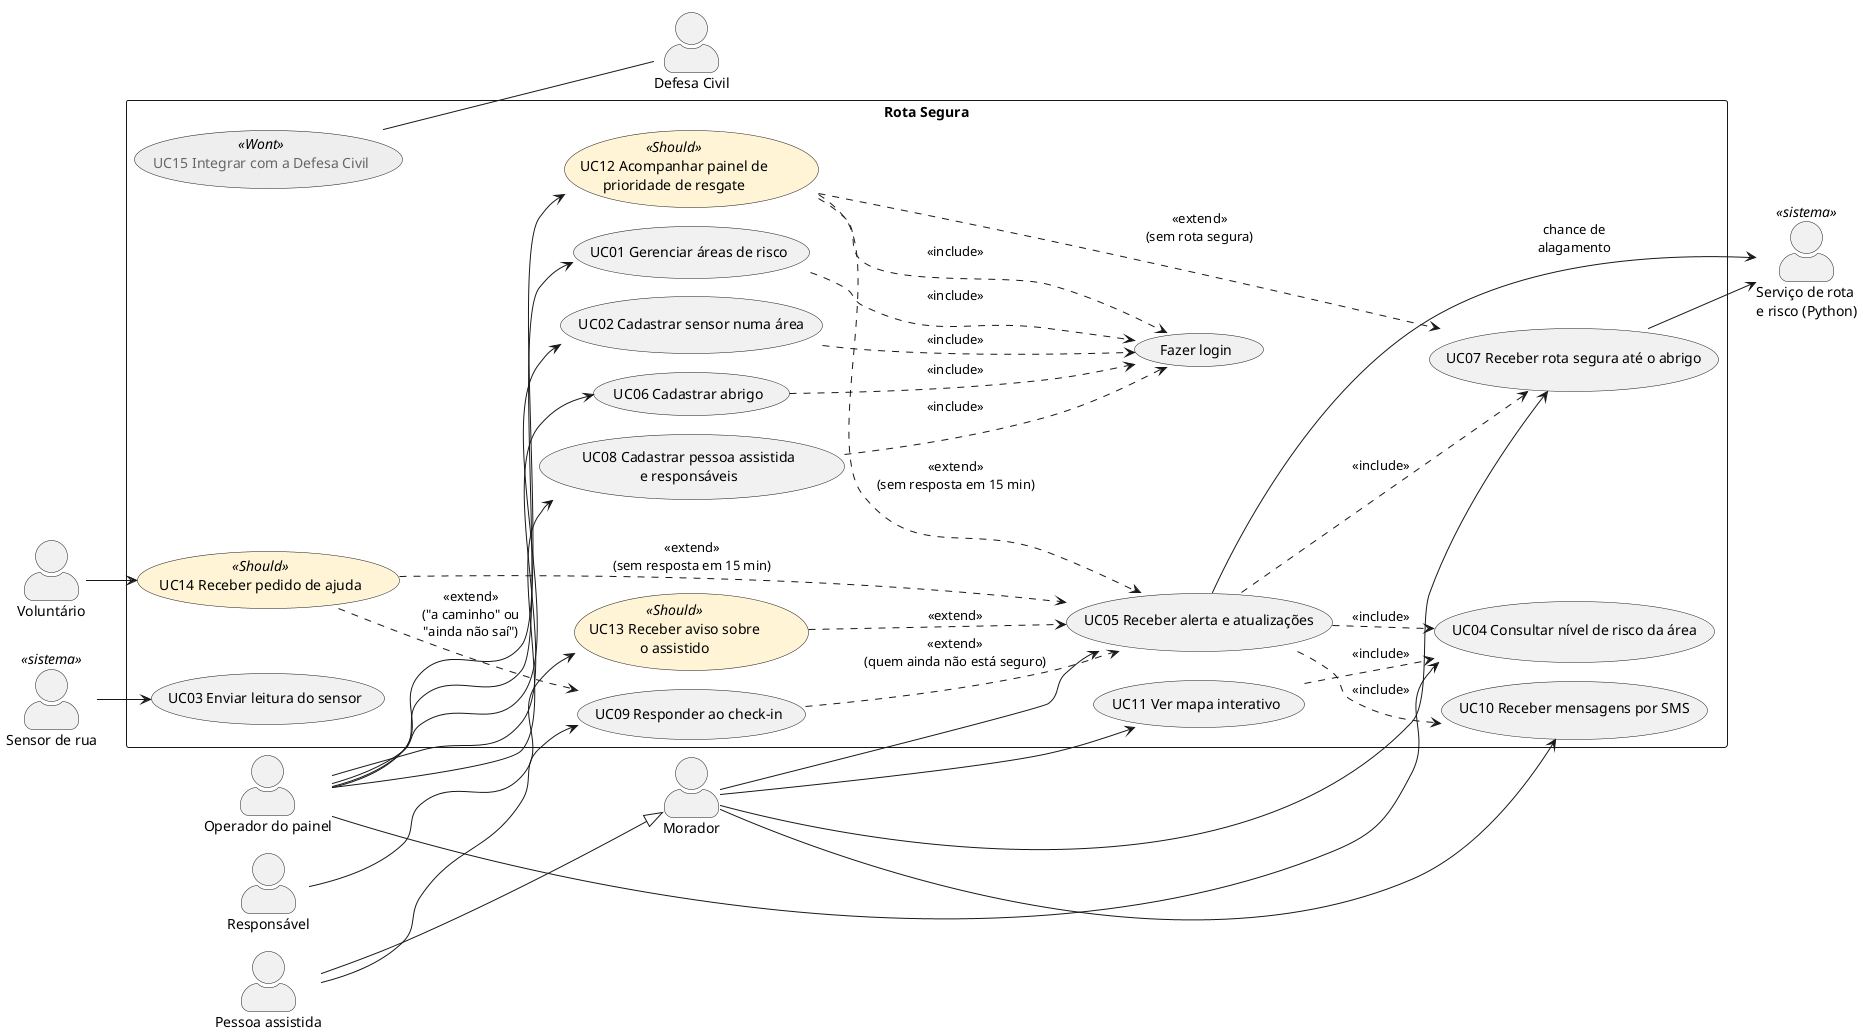 Defesa Civil
Rota Segura
«Wont»
UC15 Integrar com a Defesa Civil
«Should»
UC12 Acompanhar painel de
prioridade de resgate
«extend»
(sem rota segura)
chance de
alagamento
«sistema»
Serviço de rota
e risco (Python)
UC01 Gerenciar áreas de risco
«include»
«include»
UC02 Cadastrar sensor numa área
«include»
Fazer login
UC07 Receber rota segura até o abrigo
UC06 Cadastrar abrigo
«include»
«include»
UC08 Cadastrar pessoa assistida
e responsáveis
«extend»
(sem resposta em 15 min)
«include»
Voluntário
«Should»
UC14 Receber pedido de ajuda
«extend»
(sem resposta em 15 min)
«extend»
("a caminho" ou
"ainda não saí")
«Should»
UC13 Receber aviso sobre
o assistido
«extend»
UC05 Receber alerta e atualizações
«include»
UC04 Consultar nível de risco da área
«extend»
(quem ainda não está seguro)
«include»
«sistema»
Sensor de rua
UC03 Enviar leitura do sensor
UC09 Responder ao check-in
UC11 Ver mapa interativo
«include»
UC10 Receber mensagens por SMS
Operador do painel
Morador
Responsável
Pessoa assistida